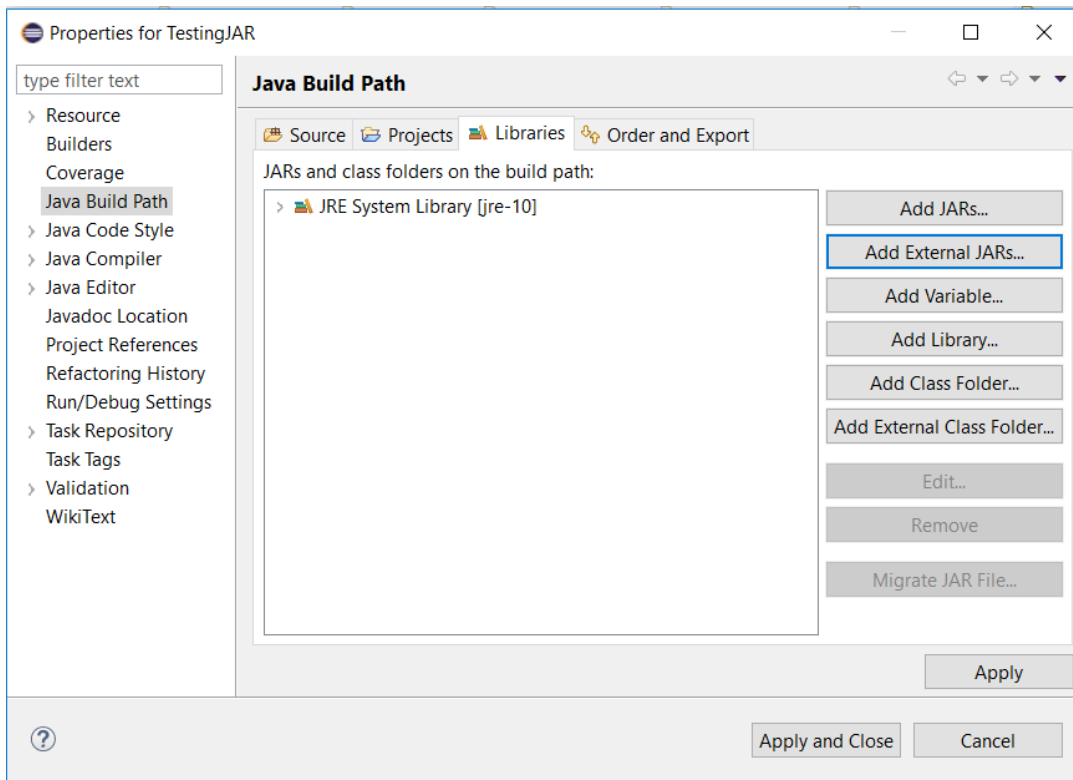 Properties for TestingJAR
type filter text
Resource
Builders
Coverage
Java Build Path
Java Code Style
Java Compiler
Java Editor
Javadoc Location
Project References
Refactoring History
Run/Debug Settings
Task Repository
Task Tags
Validation
WikiText
Java Build Path
Source Projects Libraries Order and Export
JARs and class folders on the build path:
JRE System Library [jre-10]
Add JARs...
Add External JARs...
Add Variable...
Add Library...
Add Class Folder...
Add External Class Folder...
Edit...
Remove
Migrate JAR File...
Apply
?
Apply and Close Cancel